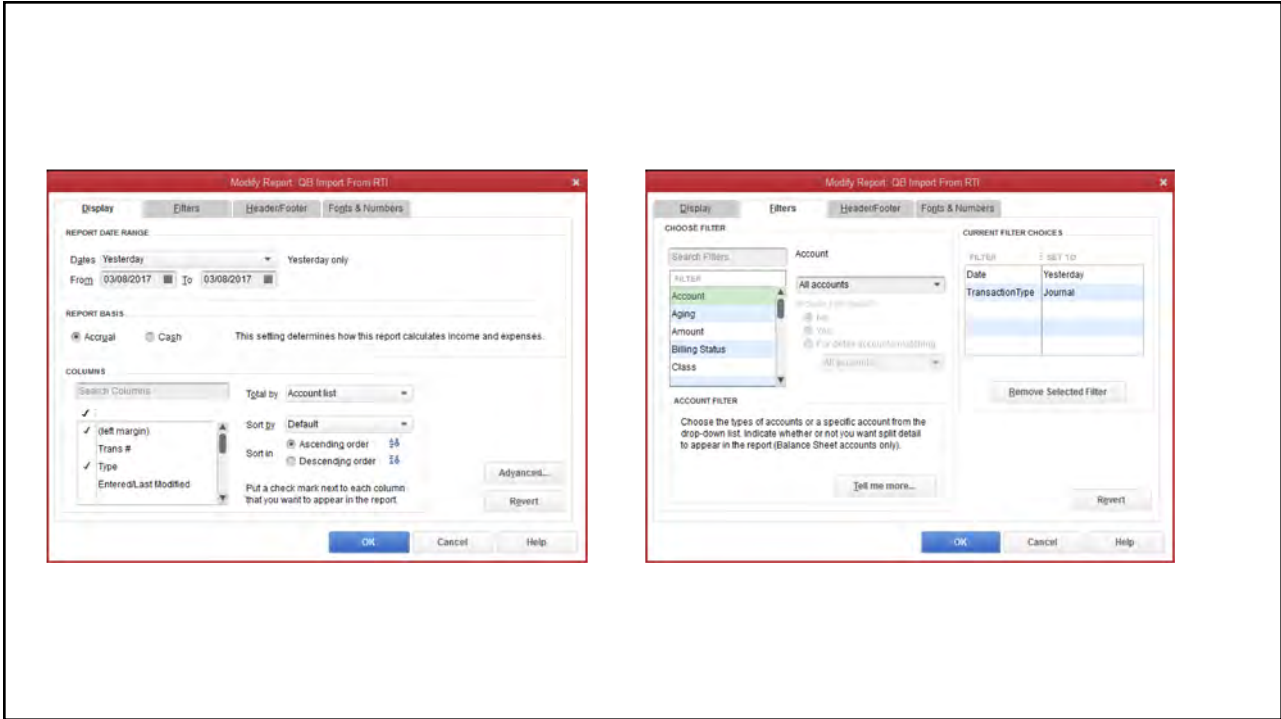 Modify Report: QB Import From RTI
Display Filters Header/Footer Fonts & Numbers
REPORT DATE RANGE
Dates Yesterday Yesterday only
From 03/08/2017 To 03/08/2017
REPORT BASIS
Accrual Cash This setting determines how this report calculates income and expenses.
COLUMNS
Search Columns
(left margin)
Trans #
Type
Entered/Last Modified
Total by Account list
Sort by Default
Sort in
Ascending order
Descending order
Put a check mark next to each column
that you want to appear in the report.
Advanced...
Revert
OK Cancel Help
Modify Report: QB Import From RTI
Display Filters Header/Footer Fonts & Numbers
CHOOSE FILTER
Search Filters
FILTER
Account
Aging
Amount
Billing Status
Class
Account
All accounts
No
Yes
For detail accounts matching
All accounts
ACCOUNT FILTER
Choose the types of accounts or a specific account from the
drop-down list. Indicate whether or not you want split detail
to appear in the report (Balance Sheet accounts only).
Tell me more...
CURRENT FILTER CHOICES
FILTER SET TO
Date Yesterday
TransactionType Journal
Remove Selected Filter
Revert
OK Cancel Help